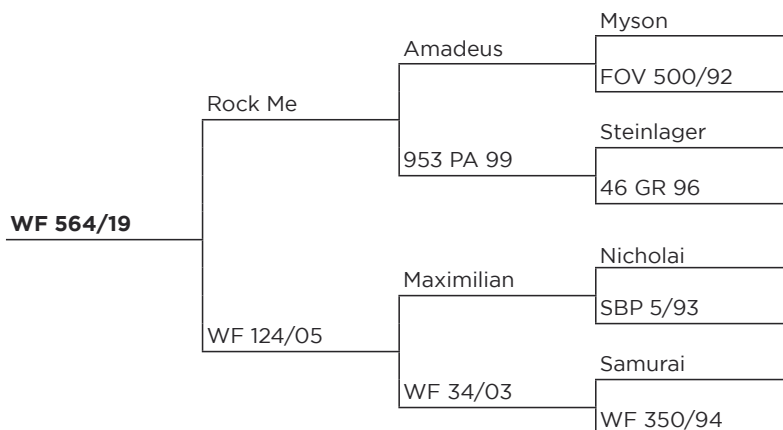 Myson
Amadeus
FOV 500/92
Rock Me
Steinlager
953 PA 99
46 GR 96
WF 564/19
Nicholai
Maximilian
SBP 5/93
WF 124/05
Samurai
WF 34/03
WF 350/94